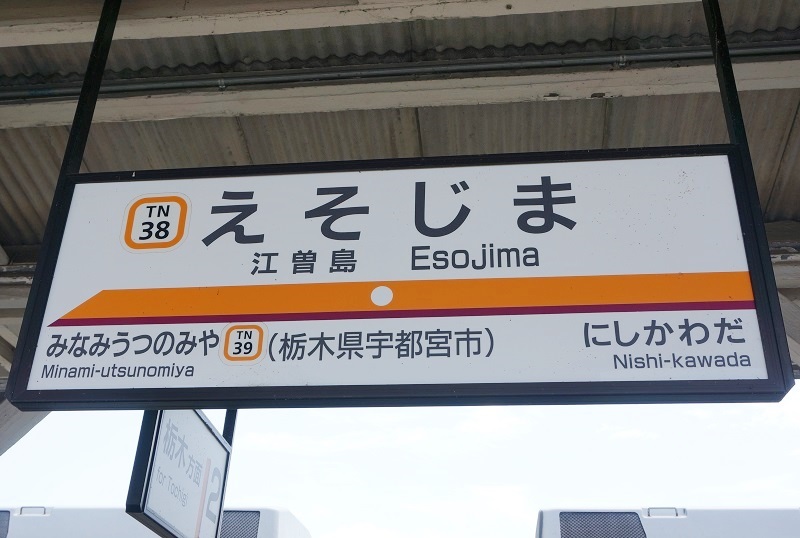 TN 38 えそじま
江曽島 Esojima
みなみうつのみや TN 39 (栃木県宇都宮市) にしかわだ
Minami-utsunomiya Nishi-kawada
栃木方面 2
for Tochigi